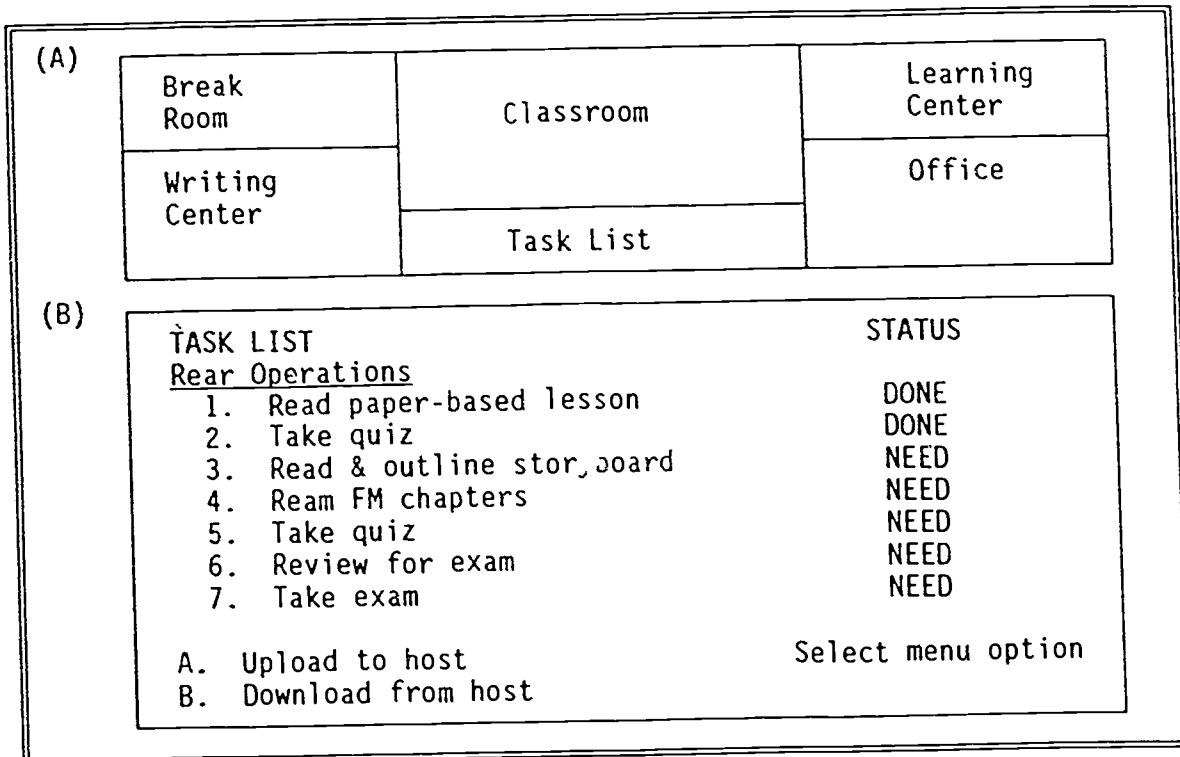 (A)
Break
Room
Classroom
Learning
Center
Writing
Center
Office
Task List
(B)
TASK LIST STATUS
Rear Operations
1. Read paper-based lesson DONE
2. Take quiz DONE
3. Read & outline NEED
4. Ream FM chapters NEED
5. Take quiz NEED
6. Review for exam NEED
7. Take exam NEED
A. Upload to host Select menu option
B. Download from host